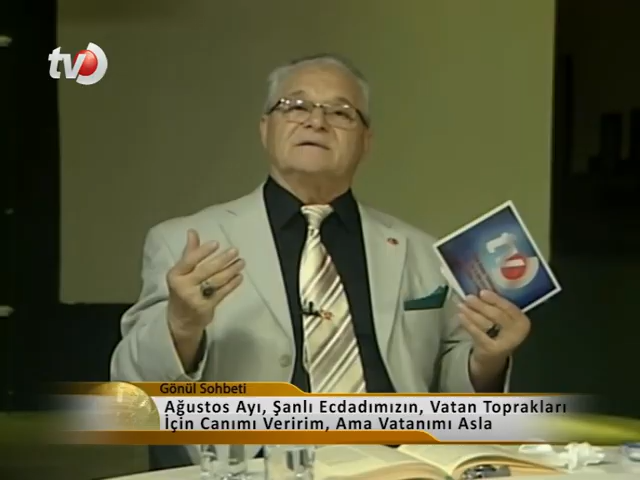 tv
Gönül Sohbeti
Ağustos Ayı, Şanlı Ecdadımızın, Vatan Toprakları
İçin Canımı Veririm, Ama Vatanımı Asla